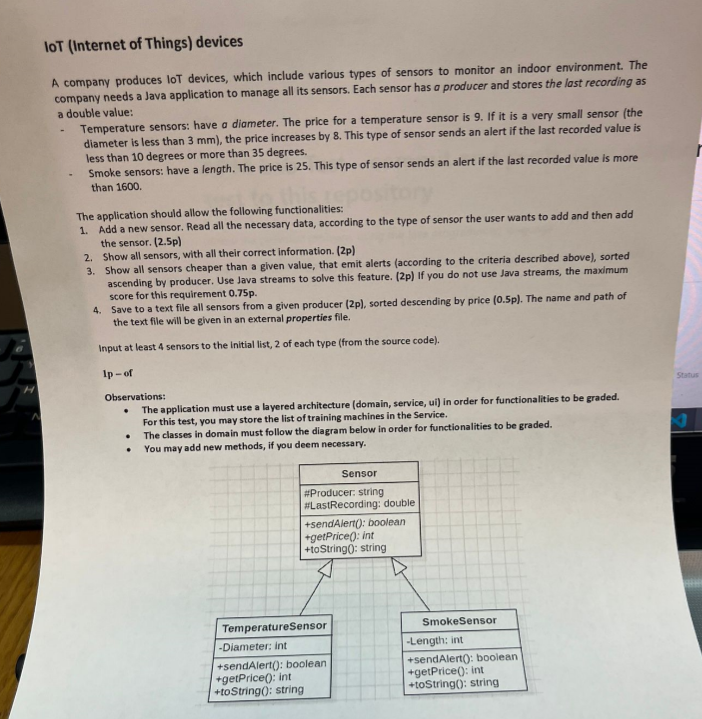 IoT (Internet of Things) devices
A company produces IoT devices, which include various types of sensors to monitor an indoor environment. The
company needs a Java application to manage all its sensors. Each sensor has a producer and stores the last recording as
a double value:
- Temperature sensors: have a diameter. The price for a temperature sensor is 9. If it is a very small sensor (the
diameter is less than 3 mm), the price increases by 8. This type of sensor sends an alert if the last recorded value is
less than 10 degrees or more than 35 degrees.
- Smoke sensors: have a length. The price is 25. This type of sensor sends an alert if the last recorded value is more
than 1600.
The application should allow the following functionalities:
1. Add a new sensor. Read all the necessary data, according to the type of sensor the user wants to add and then add
the sensor. (2.5p)
2. Show all sensors, with all their correct information. (2p)
3. Show all sensors cheaper than a given value, that emit alerts (according to the criteria described above), sorted
ascending by producer. Use Java streams to solve this feature. (2p) If you do not use Java streams, the maximum
score for this requirement 0.75p.
4. Save to a text file all sensors from a given producer (2p), sorted descending by price (0.5p). The name and path of
the text file will be given in an external properties file.
Input at least 4 sensors to the initial list, 2 of each type (from the source code).
1p – of
Observations:
• The application must use a layered architecture (domain, service, ui) in order for functionalities to be graded.
For this test, you may store the list of training machines in the Service.
• The classes in domain must follow the diagram below in order for functionalities to be graded.
• You may add new methods, if you deem necessary.
Sensor
#Producer: string
#LastRecording: double
+sendAlert(): boolean
+getPrice(): int
+toString(): string
TemperatureSensor
-Diameter: int
+sendAlert(): boolean
+getPrice(): int
+toString(): string
SmokeSensor
-Length: int
+sendAlert(): boolean
+getPrice(): int
+toString(): string